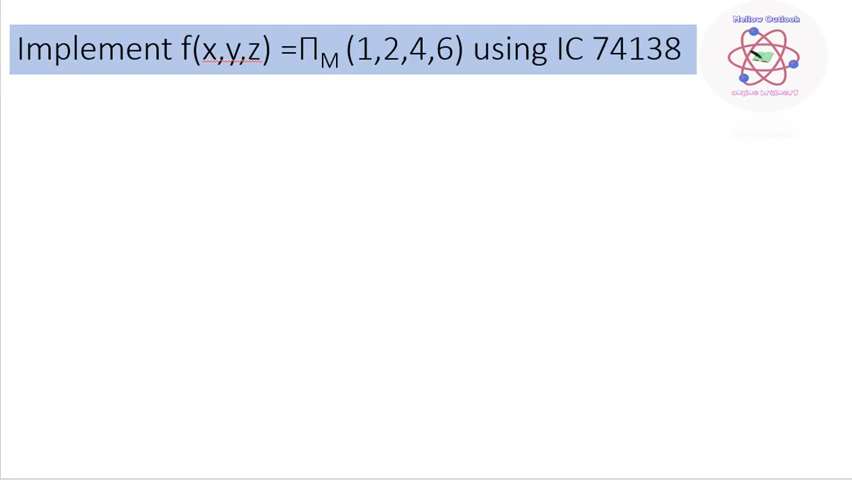 Implement f(x,y,z) =ΠM (1,2,4,6) using IC 74138
Mellow Outlook